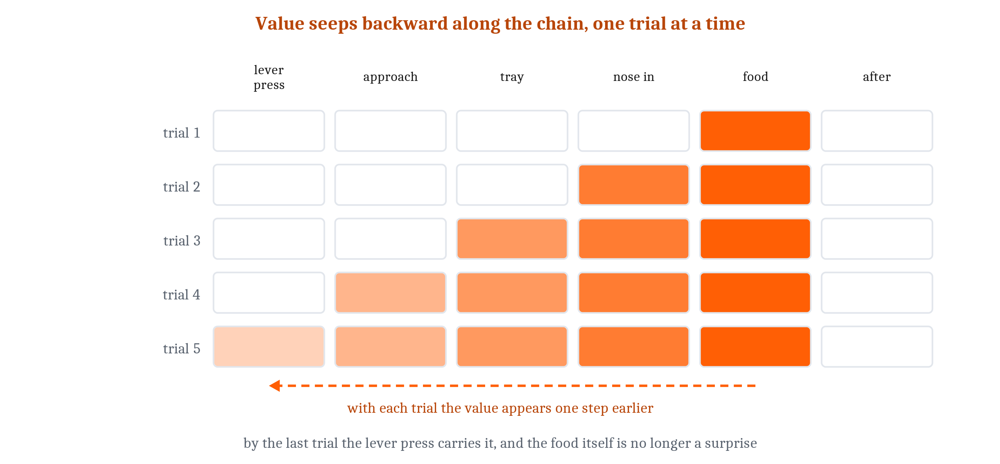 Value seeps backward along the chain, one trial at a time
lever
press
approach
tray
nose in
food
after
trial 1
trial 2
trial 3
trial 4
trial 5
with each trial the value appears one step earlier
by the last trial the lever press carries it, and the food itself is no longer a surprise